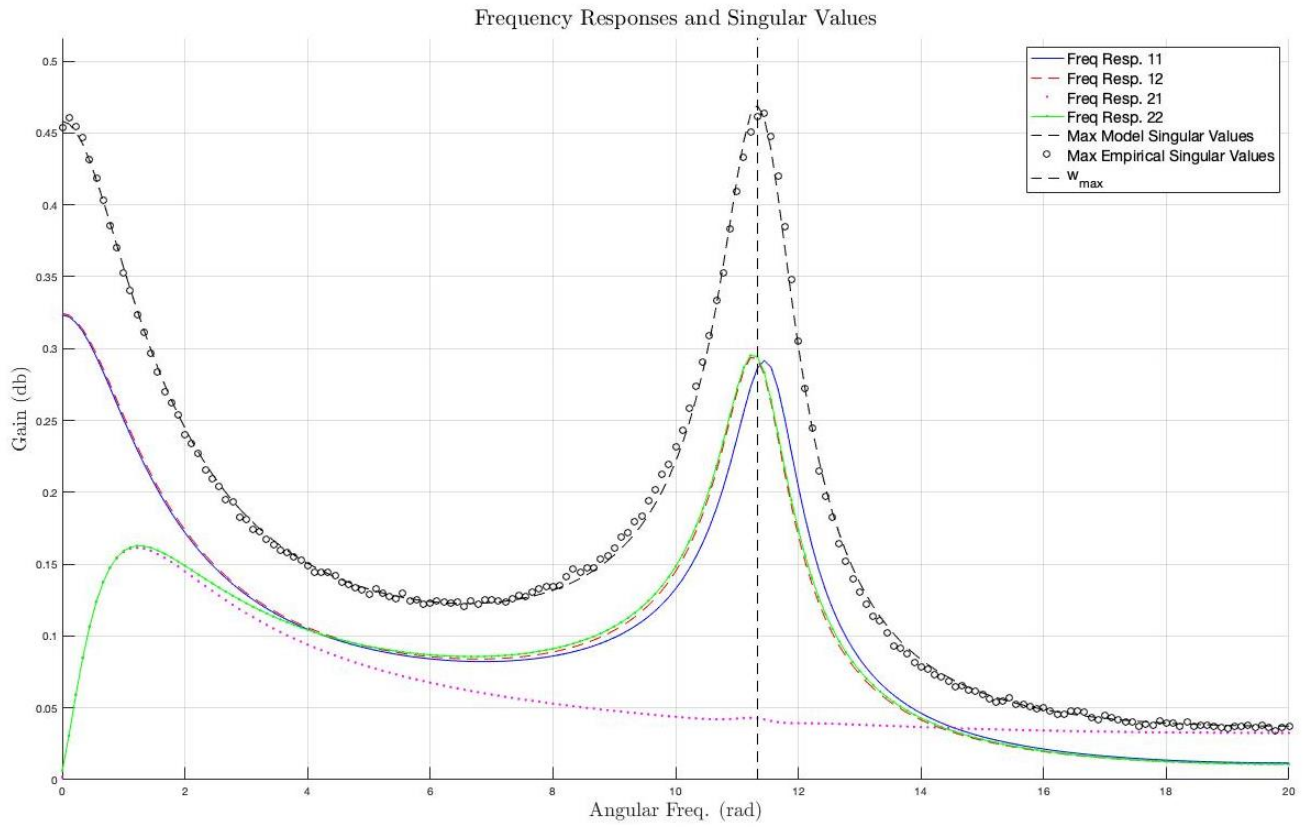 Frequency Responses and Singular Values
Freq Resp. 11
Freq Resp. 12
Freq Resp. 21
Freq Resp. 22
Max Model Singular Values
Max Empirical Singular Values
w_max
Gain (db)
0.5
0.45
0.4
0.35
0.3
0.25
0.2
0.15
0.1
0.05
0
0 2 4 6 8 10 12 14 16 18 20
Angular Freq. (rad)